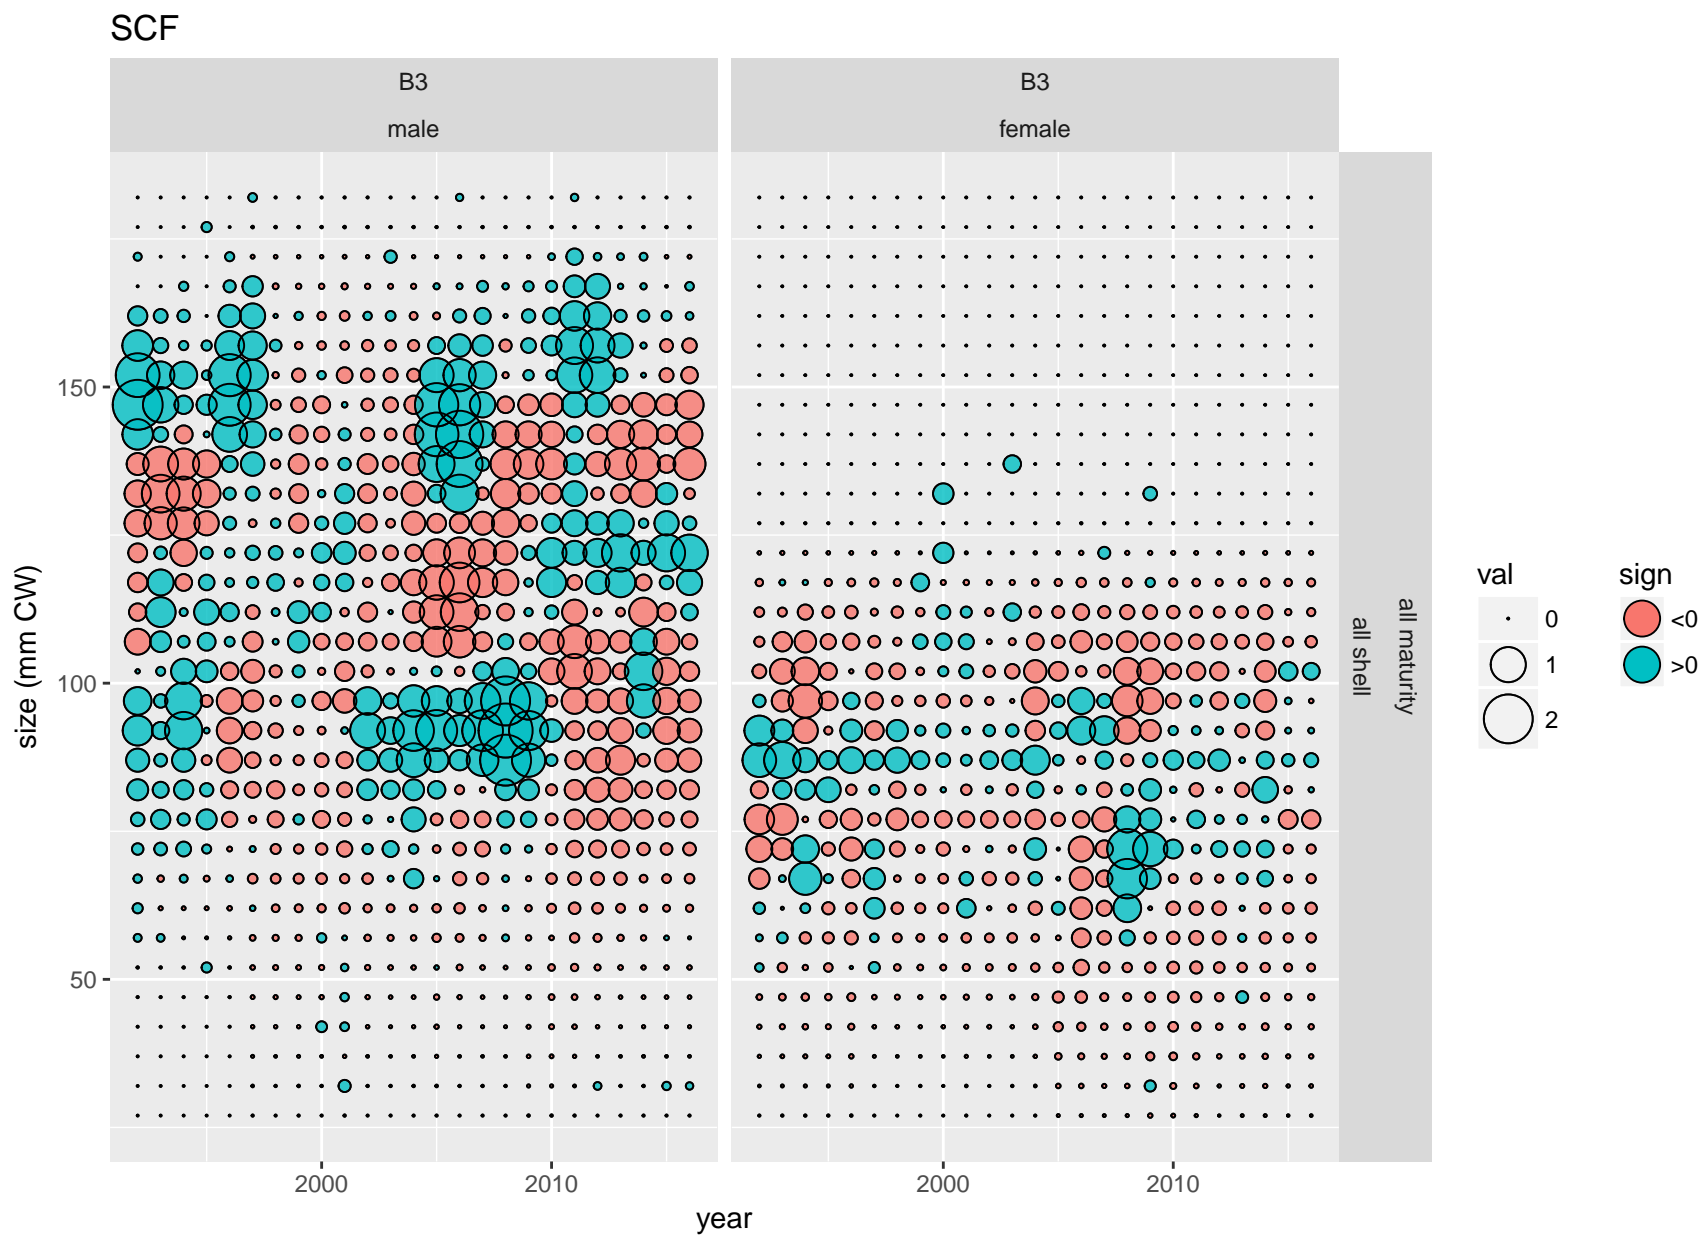 SCF
B3
male
B3
female
150
100
50
size (mm CW)
2000
2010
2000
2010
year
all maturity
all shell
val
0
1
2
sign
<0
>0